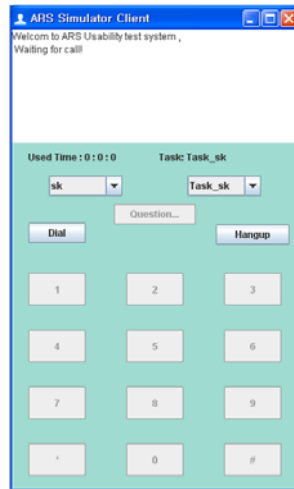 ARS Simulator Client
Welcom to ARS Usability test system ,
Waiting for call!
Used Time : 0 : 0 : 0 Task: Task_sk
sk Task_sk
Question...
Dial Hangup
1 2 3
4 5 6
7 8 9
* 0 #